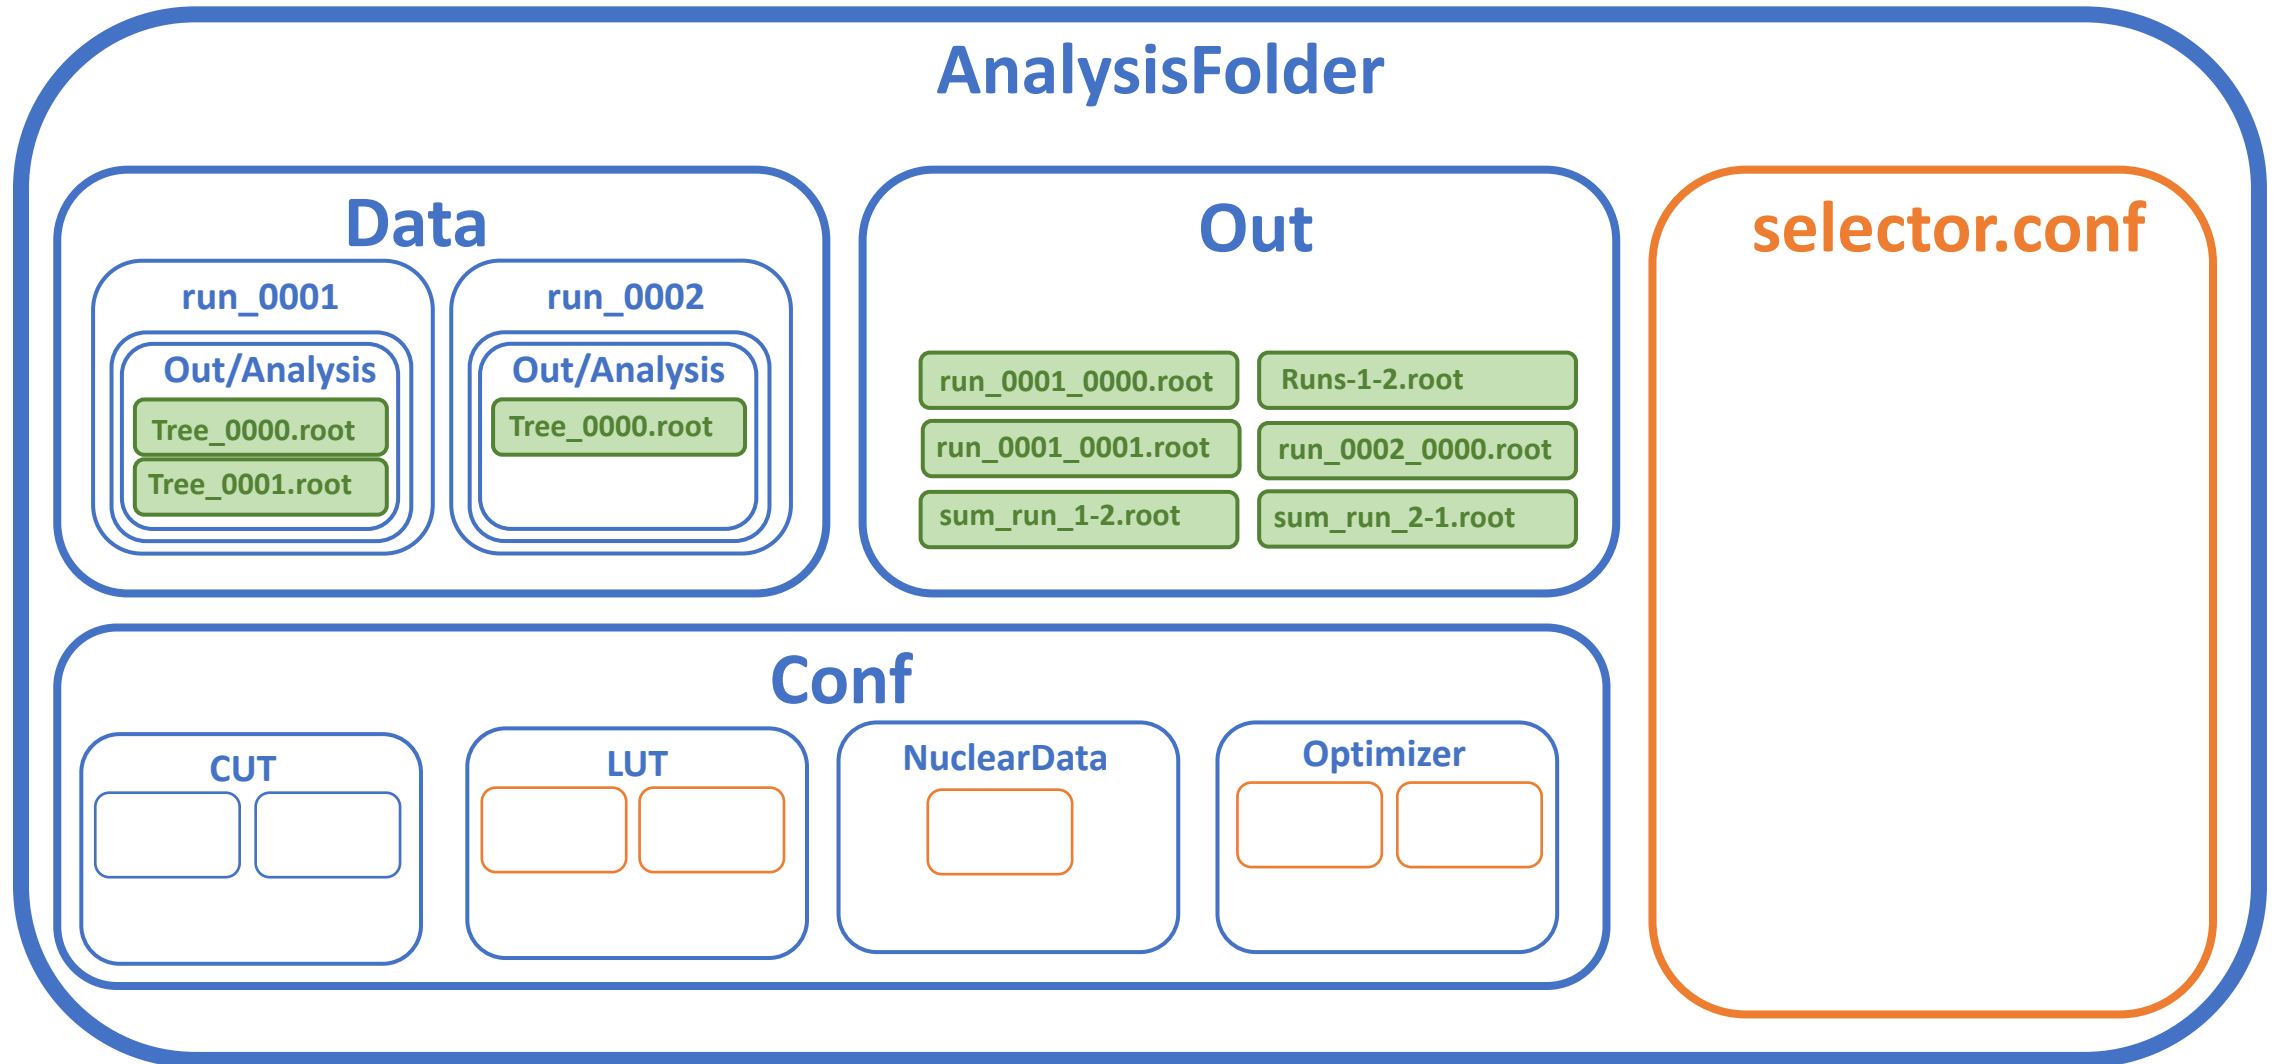 AnalysisFolder
Data
run_0001
Out/Analysis
Tree_0000.root
Tree_0001.root
run_0002
Out/Analysis
Tree_0000.root
Out
run_0001_0000.root
Runs-1-2.root
run_0001_0001.root
run_0002_0000.root
sum_run_1-2.root
sum_run_2-1.root
selector.conf
Conf
CUT
LUT
NuclearData
Optimizer